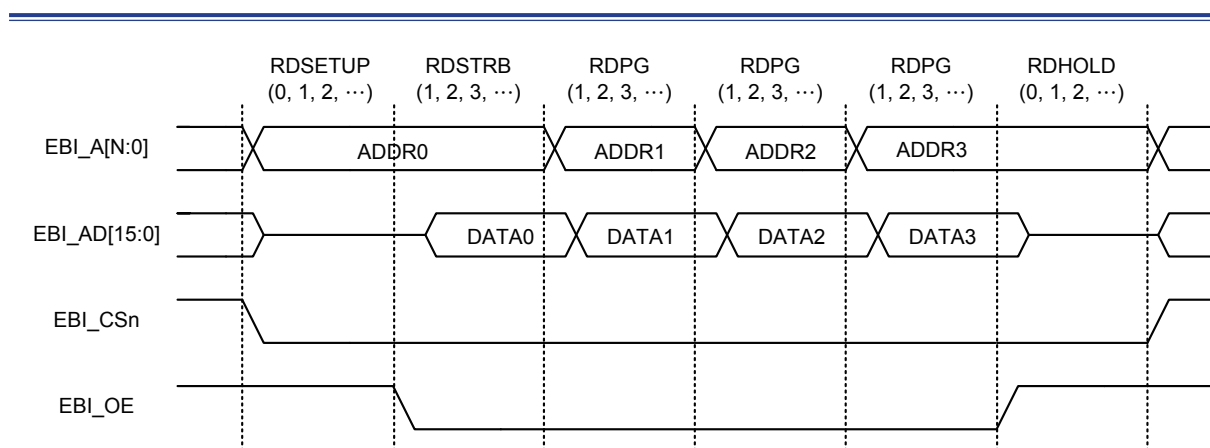 RDSETUP RDSTRB RDPG RDPG RDPG RDHOLD
(0, 1, 2, ⋯) (1, 2, 3, ⋯) (1, 2, 3, ⋯) (1, 2, 3, ⋯) (1, 2, 3, ⋯) (0, 1, 2, ⋯)
EBI_A[N:0] ADDR0 ADDR1 ADDR2 ADDR3
EBI_AD[15:0] DATA0 DATA1 DATA2 DATA3
EBI_CSn
EBI_OE